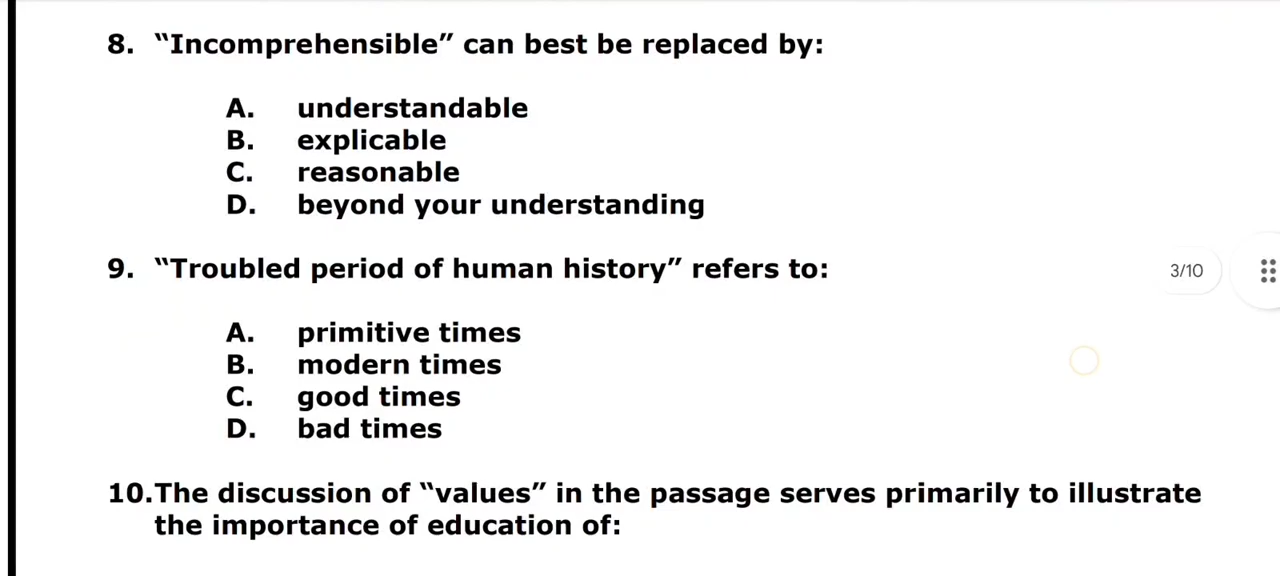 8. “Incomprehensible” can best be replaced by:
A. understandable
B. explicable
C. reasonable
D. beyond your understanding
9. “Troubled period of human history” refers to:
3/10
A. primitive times
B. modern times
C. good times
D. bad times
10.The discussion of “values” in the passage serves primarily to illustrate
the importance of education of: